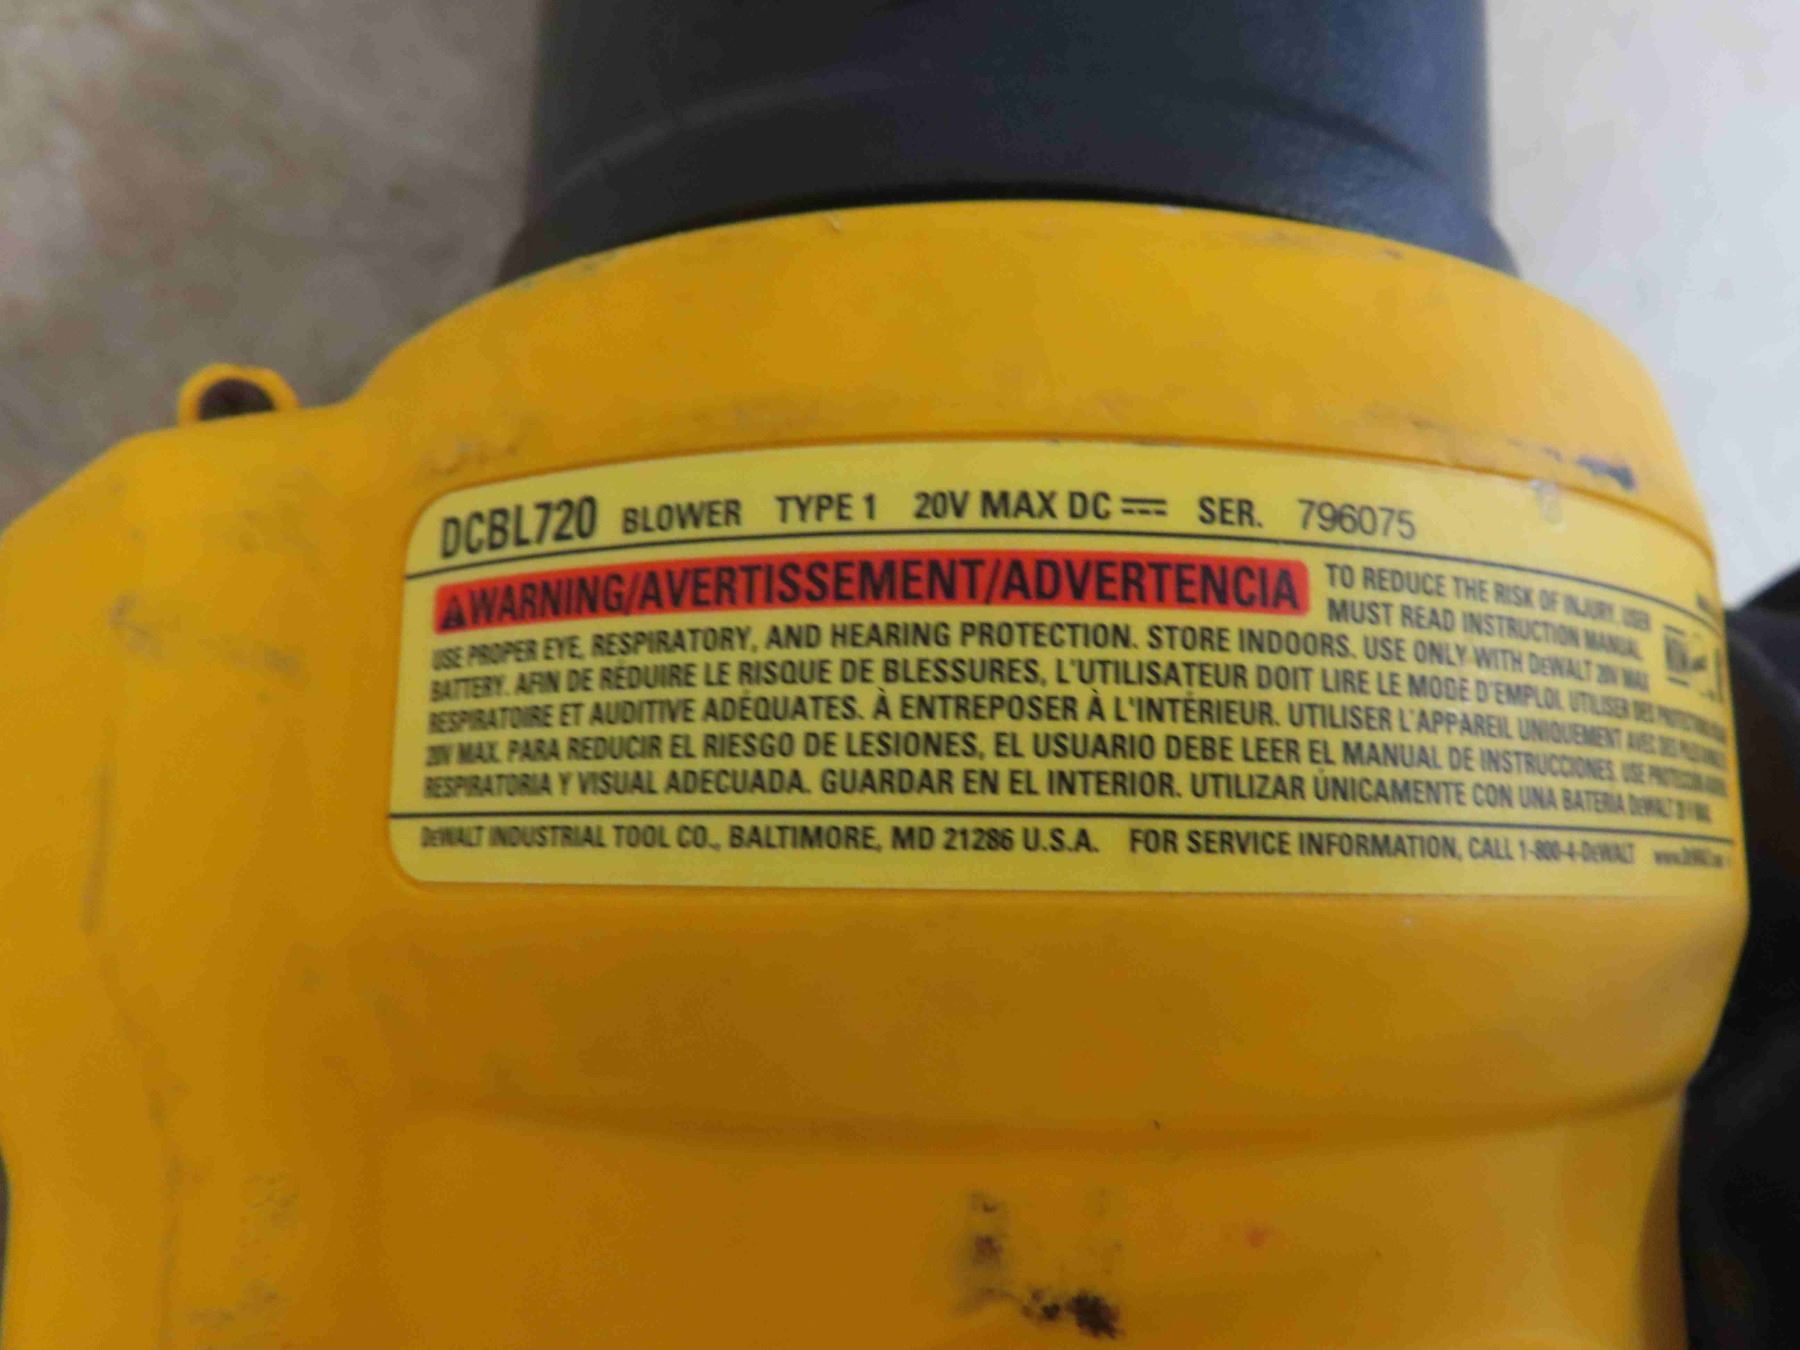 DCBL720 BLOWER TYPE 1 20V MAX DC SER. 796075
WARNING/AVERTISSEMENT/ADVERTENCIA TO REDUCE THE RISK OF INJURY, USER
MUST READ INSTRUCTION MANUAL.
USE PROPER EYE, RESPIRATORY, AND HEARING PROTECTION. STORE INDOORS. USE ONLY WITH DEWALT 20V MAX
BATTERY. AFIN DE RÉDUIRE LE RISQUE DE BLESSURES, L'UTILISATEUR DOIT LIRE LE MODE D'EMPLOI. UTILISER DES
RESPIRATOIRE ET AUDITIVE ADÉQUATES. À ENTREPOSER À L'INTÉRIEUR. UTILISER L'APPAREIL UNIQUEMENT AVEC DES
20V MAX. PARA REDUCIR EL RIESGO DE LESIONES, EL USUARIO DEBE LEER EL MANUAL DE INSTRUCCIONES. USE PROTECCIÓN
RESPIRATORIA Y VISUAL ADECUADA. GUARDAR EN EL INTERIOR. UTILIZAR ÚNICAMENTE CON UNA BATERÍA DEWALT 20 V MAX.
DEWALT INDUSTRIAL TOOL CO., BALTIMORE, MD 21286 U.S.A. FOR SERVICE INFORMATION, CALL 1-800-4-DEWALT